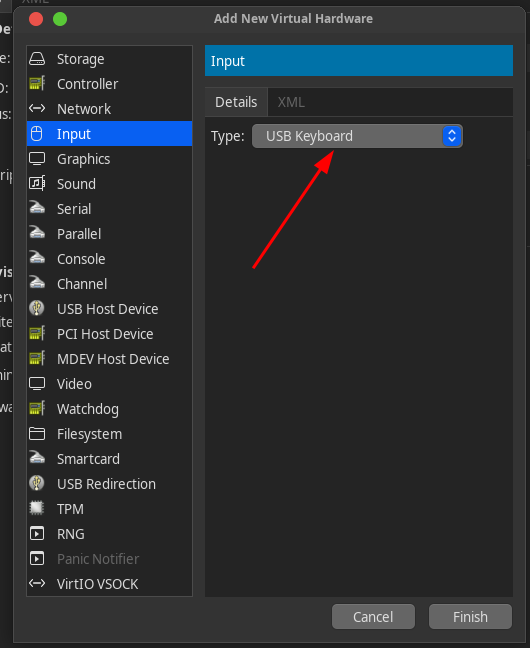 Add New Virtual Hardware
Storage
Controller
Network
Input
Graphics
Sound
Serial
Parallel
Console
Channel
USB Host Device
PCI Host Device
MDEV Host Device
Video
Watchdog
Filesystem
Smartcard
USB Redirection
TPM
RNG
Panic Notifier
VirtIO VSOCK
Input
Details XML
Type: USB Keyboard
Cancel Finish